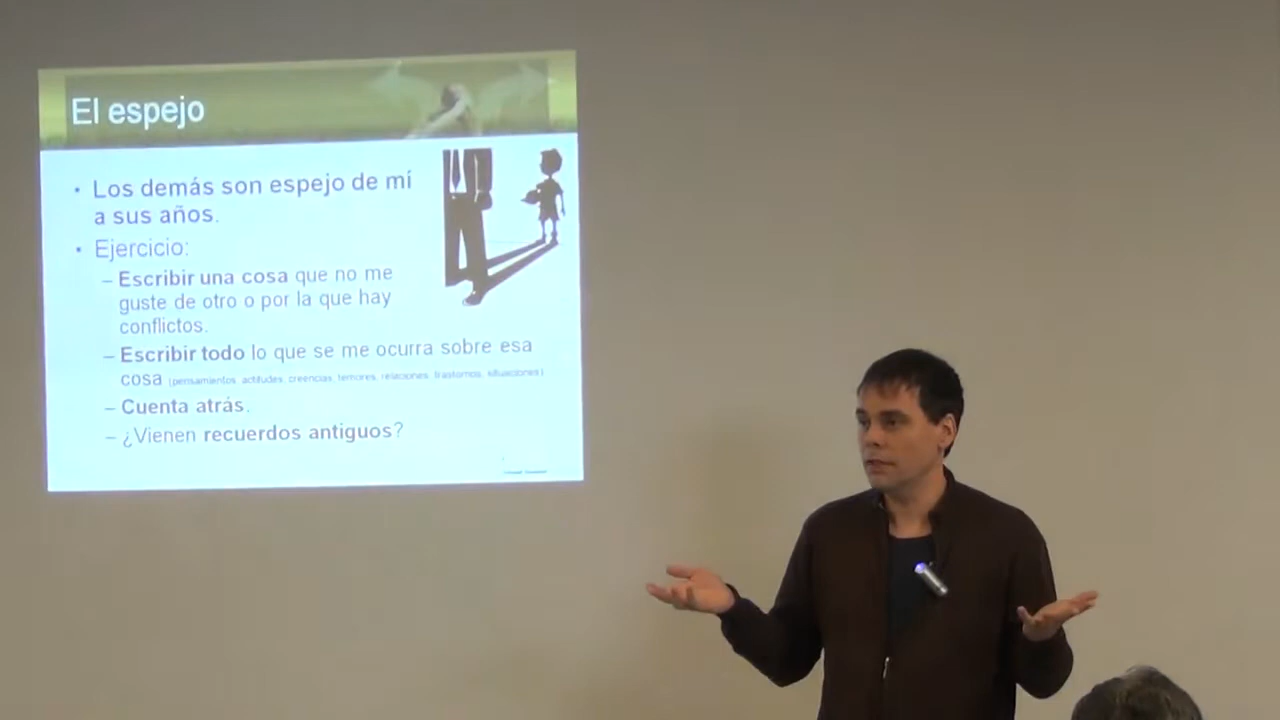 El espejo
• Los demás son espejo de mí
a sus años.
• Ejercicio:
– Escribir una cosa que no me
guste de otro o por la que hay
conflictos.
– Escribir todo lo que se me ocurra sobre esa
cosa (pensamientos, actitudes, creencias, temores, relaciones, trastornos, situaciones)
– Cuenta atrás.
– ¿Vienen recuerdos antiguos?